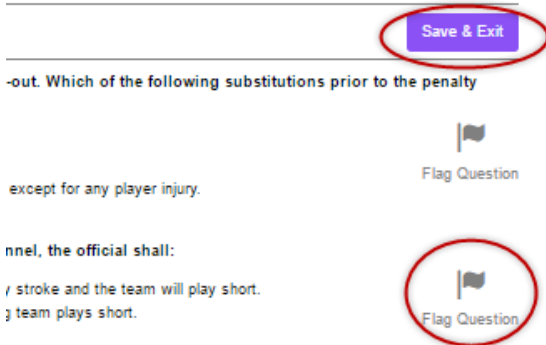 Save & Exit
-out. Which of the following substitutions prior to the penalty
Flag Question
except for any player injury.
nnel, the official shall:
y stroke and the team will play short.
g team plays short.
Flag Question